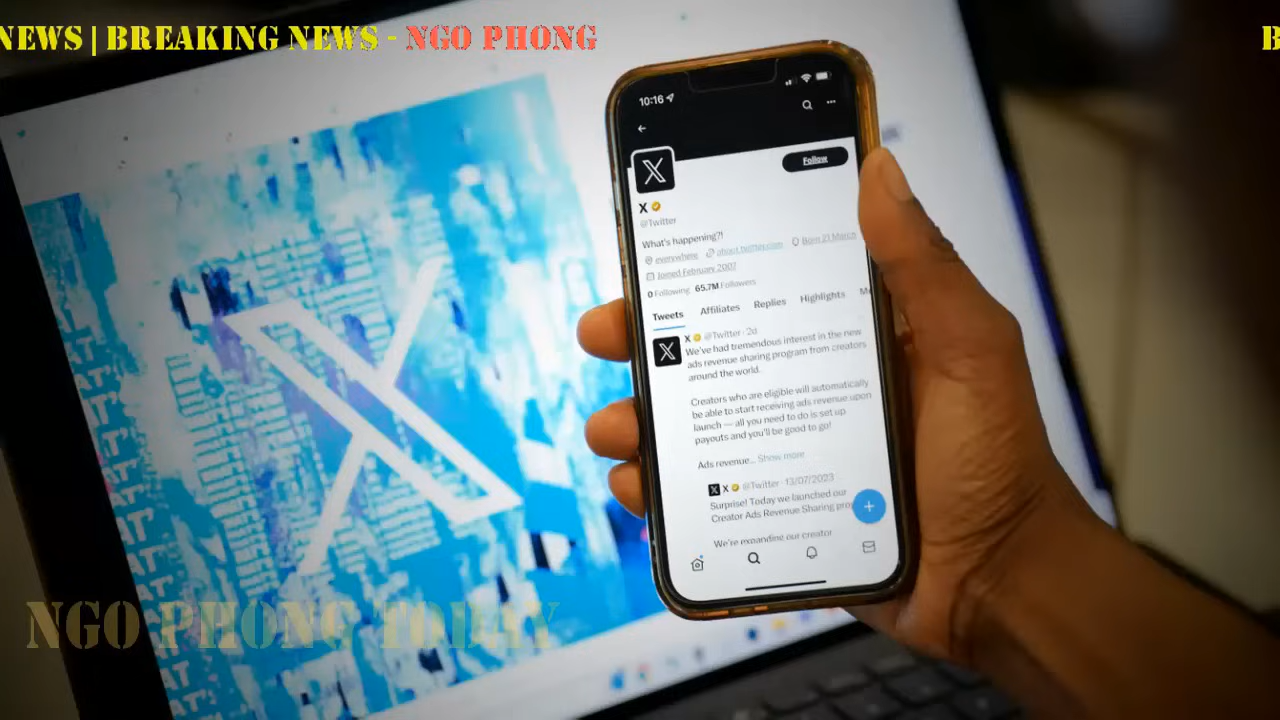 NEWS | BREAKING NEWS - NGO PHONG
B
10:16
Follow
X
@Twitter
What's happening?!
everywhere about.twitter.com Born 21 March
Joined February 2007
0 Following 65.7M Followers
Tweets Affiliates Replies Highlights M
X @Twitter · 2d
We've had tremendous interest in the new
ads revenue sharing program from creators
around the world.
Creators who are eligible will automatically
be able to start receiving ads revenue upon
launch — all you need to do is set up
payouts and you'll be good to go!
Ads revenue... Show more
X @Twitter · 13/07/2023
Surprise! Today we launched our
Creator Ads Revenue Sharing pro
We're expanding our creator
NGO PHONG TODAY